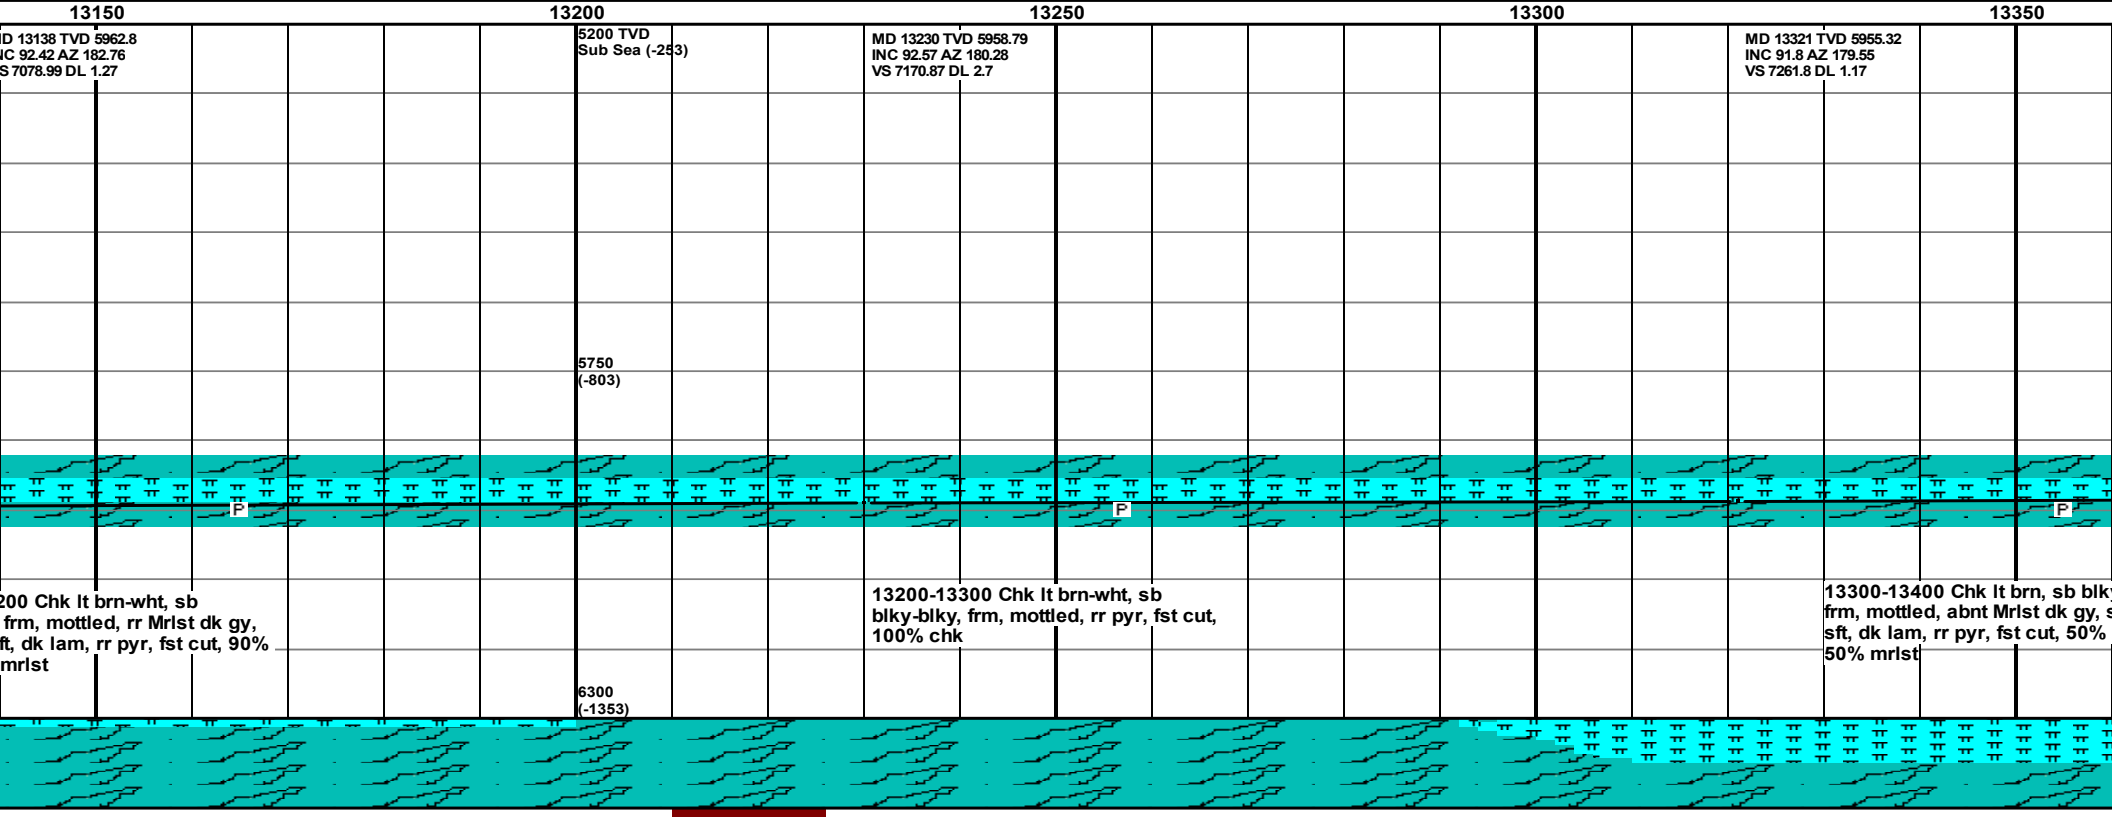 13150 13200 13250 13300 13350
D 13138 TVD 5962.8
NC 92.42 AZ 182.76
S 7078.99 DL 1.27
5200 TVD
Sub Sea (-253)
MD 13230 TVD 5958.79
INC 92.57 AZ 180.28
VS 7170.87 DL 2.7
MD 13321 TVD 5955.32
INC 91.8 AZ 179.55
VS 7261.8 DL 1.17
5750
(-803)
P P P
200 Chk lt brn-wht, sb
frm, mottled, rr Mrlst dk gy,
ft, dk lam, rr pyr, fst cut, 90%
mrlst
13200-13300 Chk lt brn-wht, sb
blky-blky, frm, mottled, rr pyr, fst cut,
100% chk
13300-13400 Chk lt brn, sb blky
frm, mottled, abnt Mrlst dk gy, s
sft, dk lam, rr pyr, fst cut, 50%
50% mrlst
6300
(-1353)